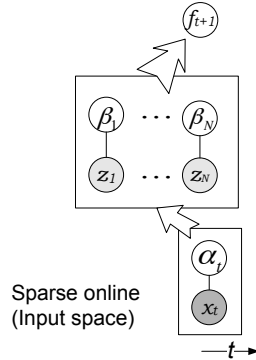 f_{t+1}
β_1 ... β_N
z_1 ... z_N
α_t
x_t
Sparse online
(Input space)
t